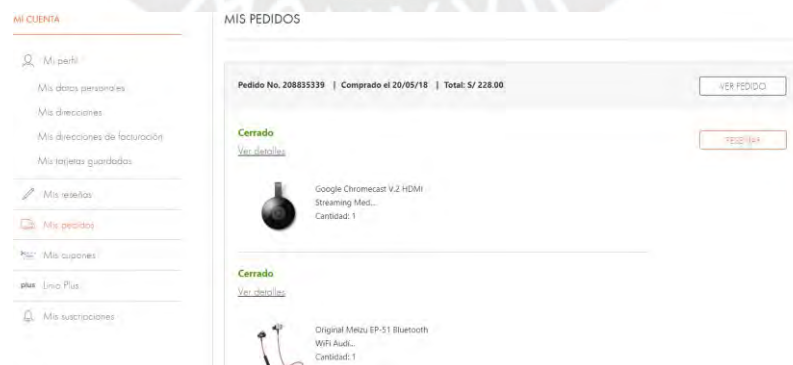 MI CUENTA
Mi perfil
Mis datos personales
Mis direcciones
Mis direcciones de facturación
Mis tarjetas guardadas
Mis reseñas
Mis pedidos
Mis cupones
plus Linio Plus
Mis suscripciones
MIS PEDIDOS
Pedido No. 208835339 | Comprado el 20/05/18 | Total: S/ 228.00
VER PEDIDO
Cerrado
Ver detalles
RESEÑAR
Google Chromecast V.2 HDMI
Streaming Med...
Cantidad: 1
Cerrado
Ver detalles
Original Meizu EP-51 Bluetooth
WiFi Audi...
Cantidad: 1